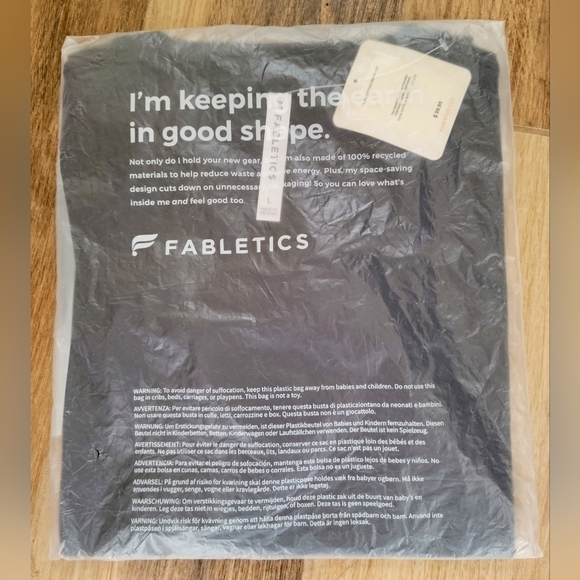 I'm keeping the earth
in good shape.
Not only do I hold your new gear, I'm also made of 100% recycled
materials to help reduce waste and save energy. Plus, my space-saving
design cuts down on unnecessary packaging! So you can love what's
inside me and feel good too.
FABLETICS
L
$39.95
FABLETICS
WARNING: To avoid danger of suffocation, keep this plastic bag away from babies and children. Do not use this
bag in cribs, beds, carriages, or playpens. This bag is not a toy.
AVVERTENZA: Per evitare pericolo di soffocamento, tenere questa busta di plastica lontano da neonati e bambini.
Non usare questa busta in culle, letti, carrozzine e box. Questa busta non è un giocattolo.
WARNUNG: Um Erstickungsgefahr zu vermeiden, ist dieser Plastikbeutel von Babies und Kindern fernzuhalten. Diesen
Beutel nicht in Kinderbetten, Betten, Kinderwagen oder Laufställchen verwenden. Der Beutel ist kein Spielzeug.
AVERTISSEMENT: Pour éviter le danger de suffocation, conserver ce sac en plastique loin des bébés et des
enfants. Ne pas utiliser ce sac dans les berceaux, lits, landaus ou parcs. Ce sac n'est pas un jouet.
ADVERTENCIA: Para evitar el peligro de sofocación, mantenga esta bolsa de plástico lejos de bebes y niños. No
use esta bolsa en cunas, camas, carros de bebes o corrales. Esta bolsa no es un juguete.
ADVARSEL: På grund af risiko for kvælning skal denne plastikpose holdes væk fra babyer og børn. Må ikke
anvendes i vugger, senge, vogne eller kravlegårde. Dette er ikke legetøj.
WAARSCHUWING: Om verstikkingsgevaar te vermijden, houd deze plastic zak uit de buurt van baby's en
kinderen. Leg deze tas niet in wiegjes, bedden, rijtuigen, of boxen. Deze tas is geen speelgoed.
VARNING: Undvik risk för kvävning genom att hålla denna plastpåse borta från spädbarn och barn. Använd inte
plastpåsen i spjälsängar, sängar, vagnar eller lekhagar för barn. Detta är ingen leksak.